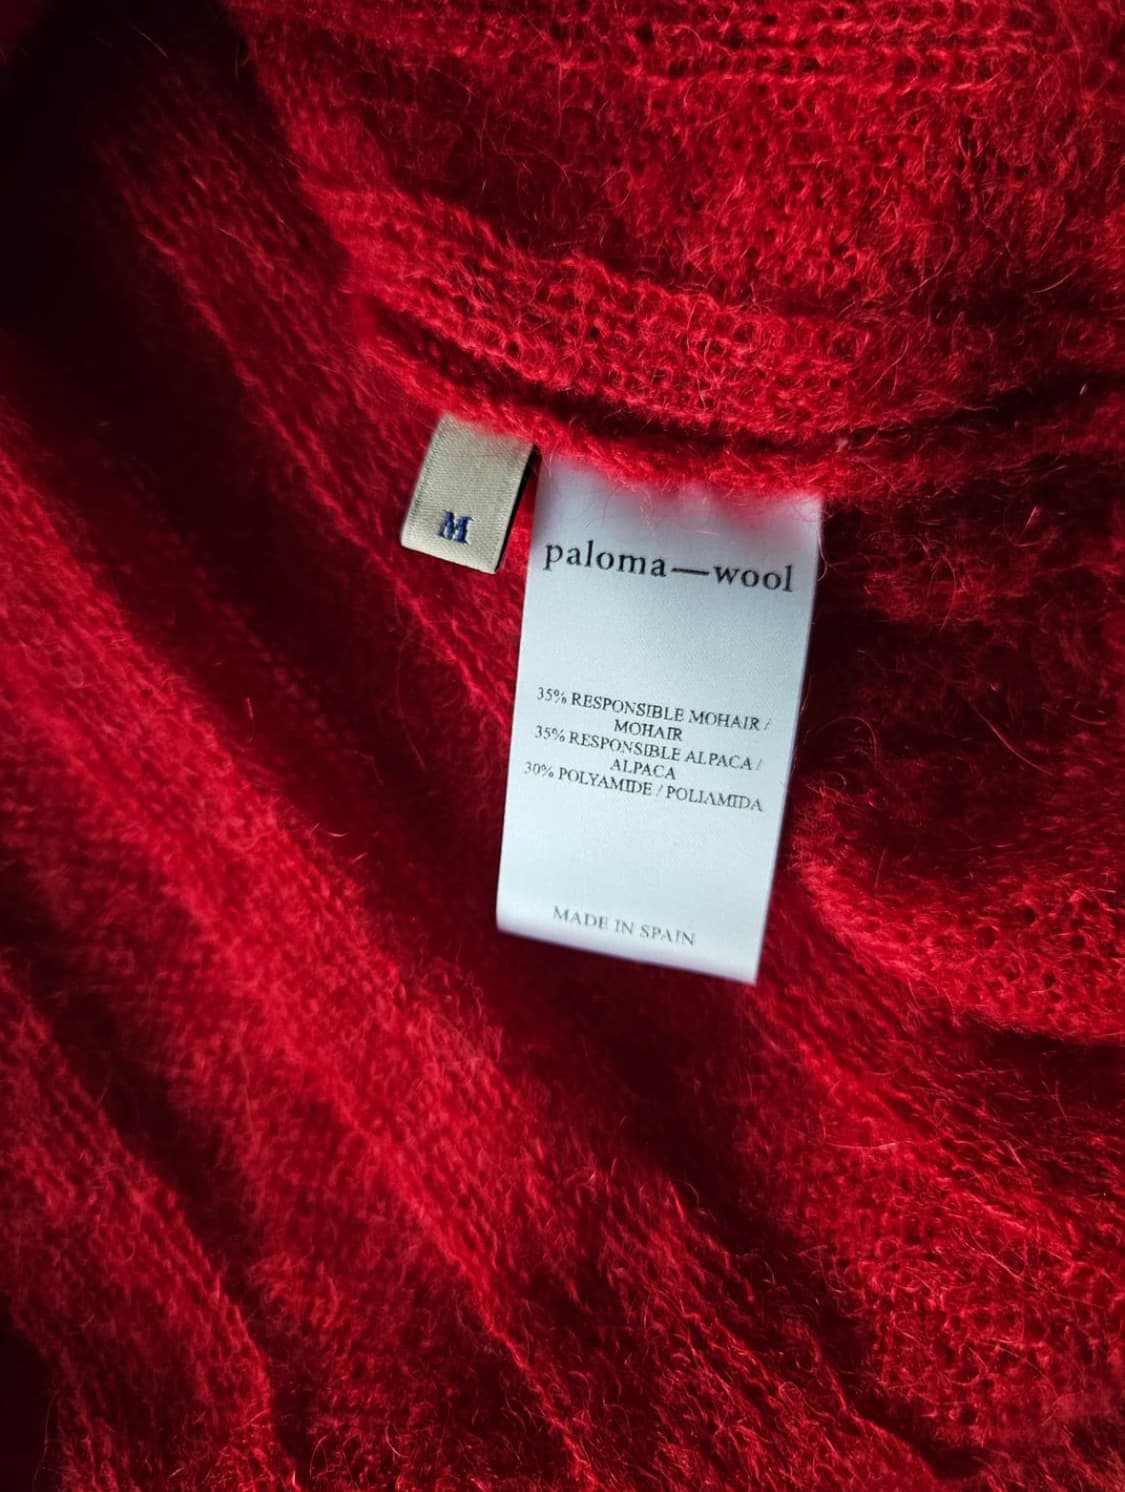 M
paloma—wool
35% RESPONSIBLE MOHAIR /
MOHAIR
35% RESPONSIBLE ALPACA /
ALPACA
30% POLYAMIDE / POLIAMIDA
MADE IN SPAIN